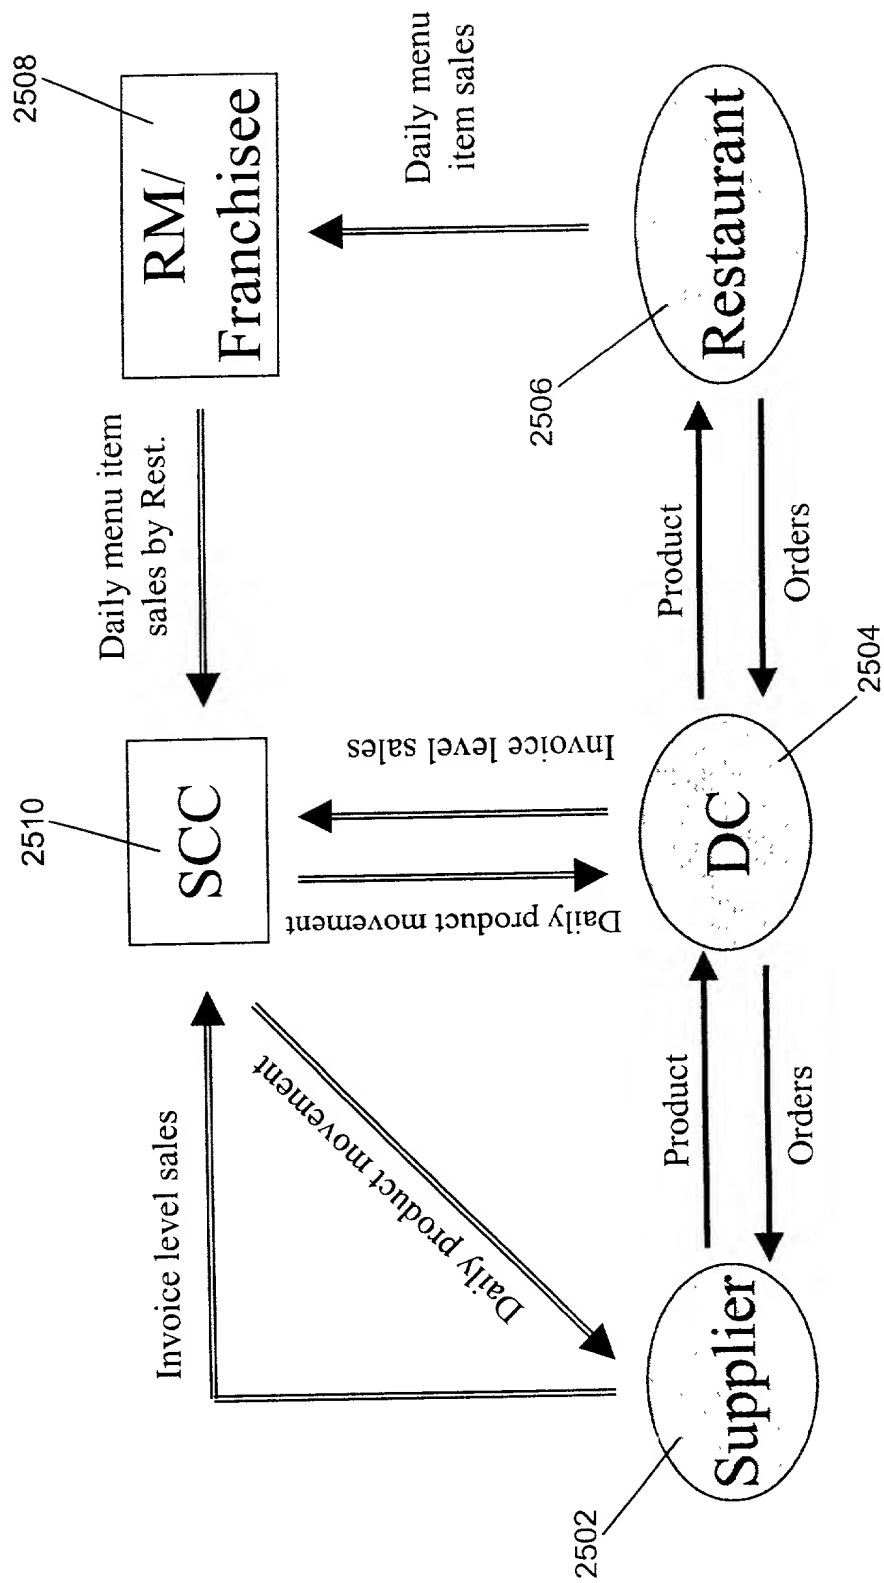 2510
SCC
Daily menu item
sales by Rest.
2508
RM/
Franchisee
Invoice level sales
Daily product movement
Daily product movement
Invoice level sales
Daily menu
item sales
2502
Supplier
Product
Orders
DC
2504
Product
Orders
2506
Restaurant